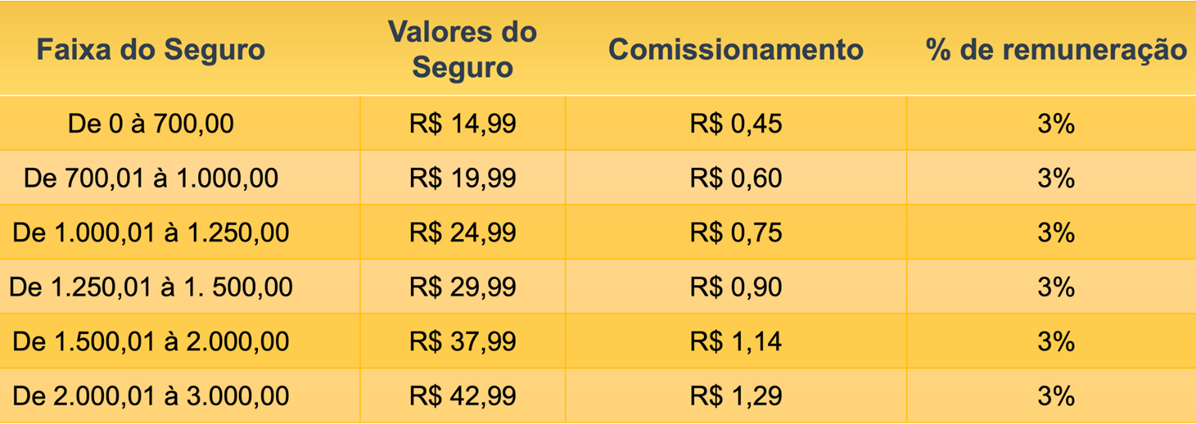 Faixa do Seguro Valores do Seguro Comissionamento % de remuneração
De 0 à 700,00 R$ 14,99 R$ 0,45 3%
De 700,01 à 1.000,00 R$ 19,99 R$ 0,60 3%
De 1.000,01 à 1.250,00 R$ 24,99 R$ 0,75 3%
De 1.250,01 à 1. 500,00 R$ 29,99 R$ 0,90 3%
De 1.500,01 à 2.000,00 R$ 37,99 R$ 1,14 3%
De 2.000,01 à 3.000,00 R$ 42,99 R$ 1,29 3%